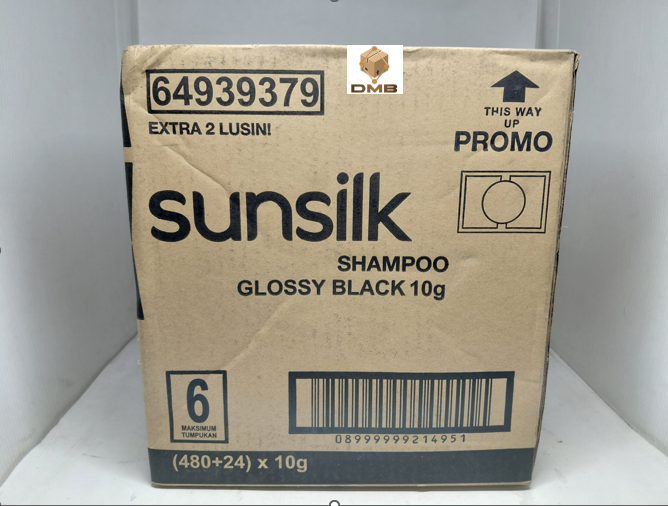 DMB
64939379
EXTRA 2 LUSIN!
THIS WAY
UP
PROMO
sunsilk
SHAMPOO
GLOSSY BLACK 10g
6
MAKSIMUM
TUMPUKAN
08999999214951
(480+24) x 10g